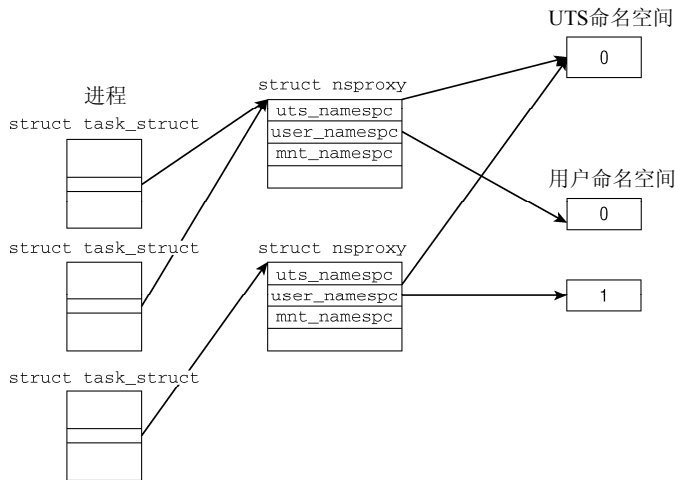 UTS命名空间
0
struct nsproxy
进程
uts_namespc
struct task_struct
user_namespc
mnt_namespc
用户命名空间
0
struct task_struct
struct nsproxy
uts_namespc
user_namespc
1
mnt_namespc
struct task_struct